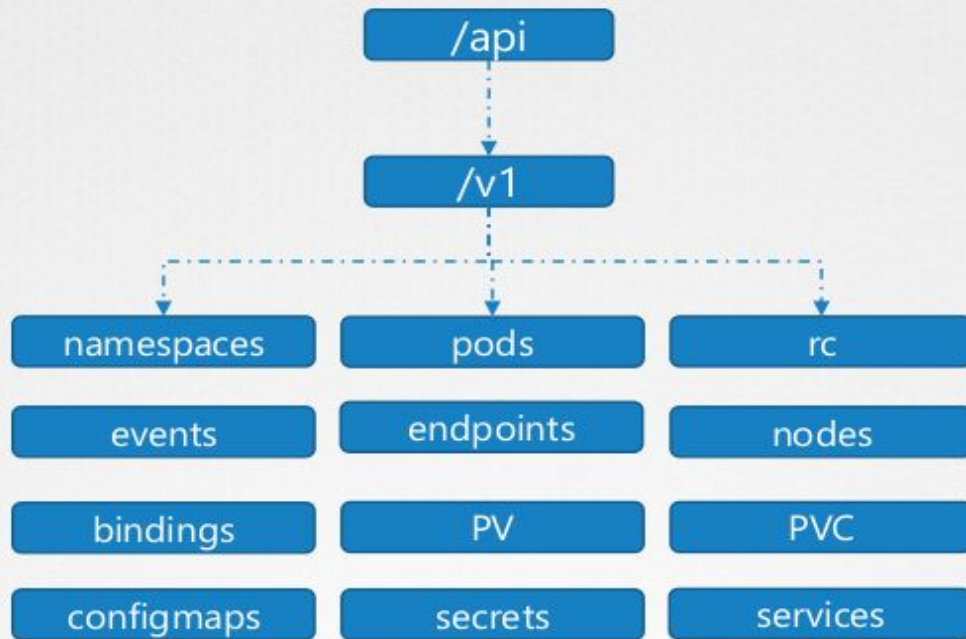 /api
/v1
namespaces
pods
rc
events
endpoints
nodes
bindings
PV
PVC
configmaps
secrets
services